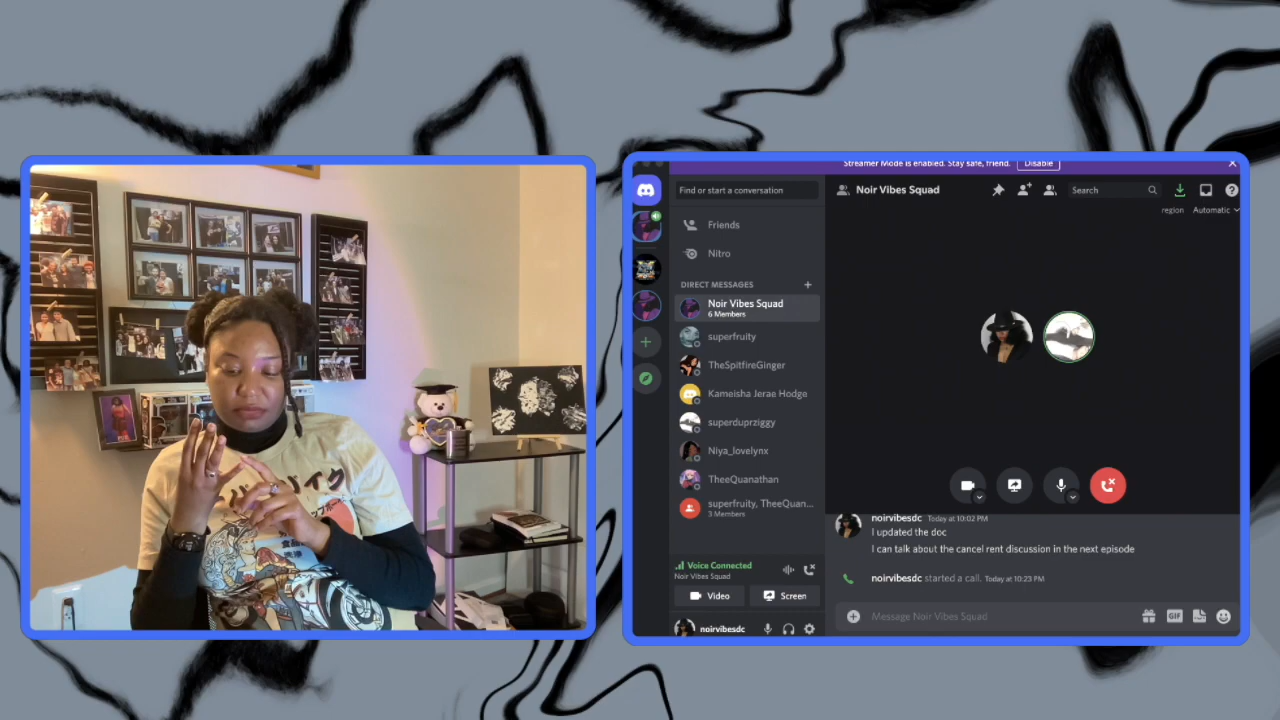 Streamer Mode is enabled. Stay safe, friend.
Disable
Find or start a conversation
Noir Vibes Squad
Search
region
Automatic
Friends
Nitro
DIRECT MESSAGES
Noir Vibes Squad
6 Members
superfruity
TheSpitfireGinger
Kameisha Jerae Hodge
superduprziggy
Niya_lovelynx
TheeQuanathan
superfruity, TheeQuan...
3 Members
Voice Connected
Noir Vibes Squad
Video
Screen
noirvibesdc
noirvibesdc Today at 10:02 PM
I updated the doc
I can talk about the cancel rent discussion in the next episode
noirvibesdc started a call. Today at 10:23 PM
Message Noir Vibes Squad
GIF